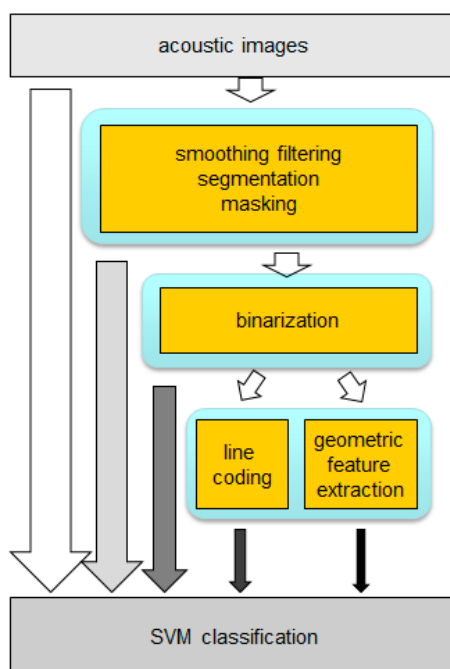 acoustic images
smoothing filtering
segmentation
masking
binarization
line
coding
geometric
feature
extraction
SVM classification